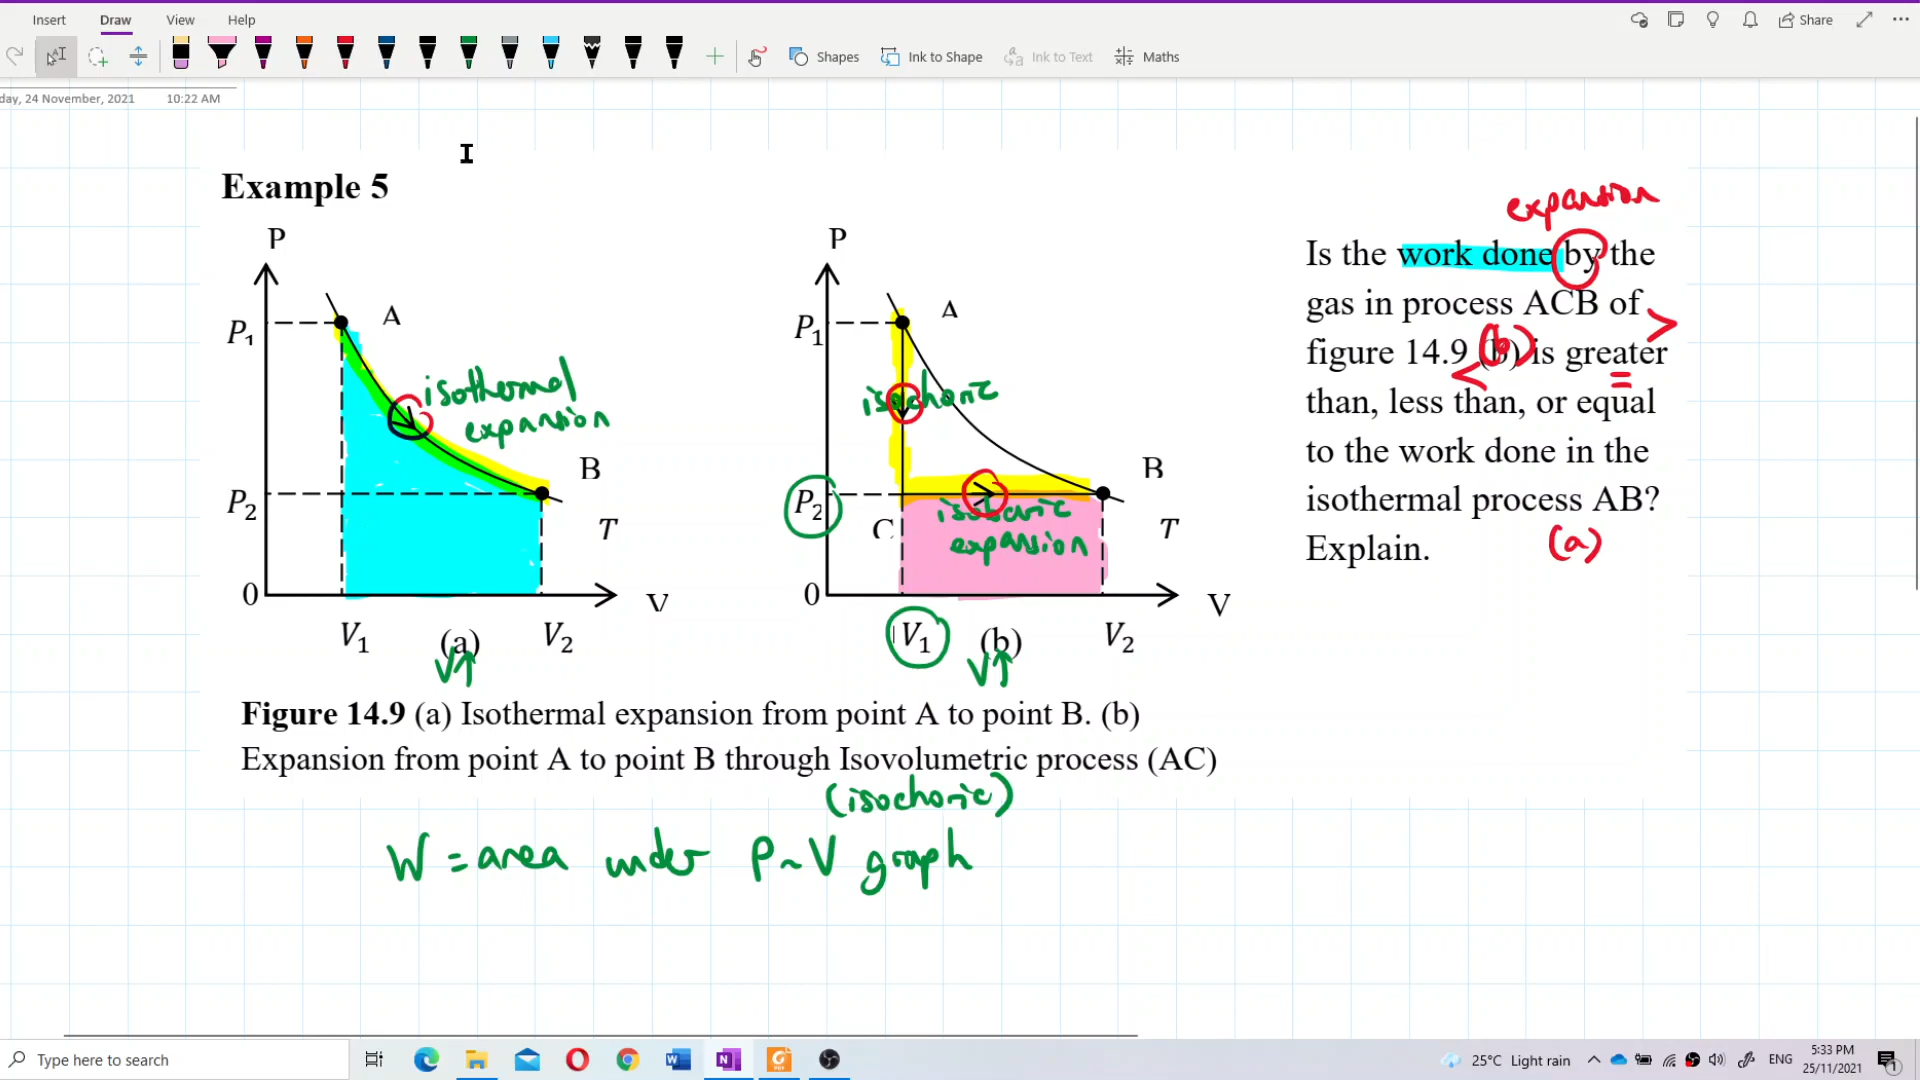 Insert Draw View Help
Share
Shapes Ink to Shape Ink to Text Maths
day, 24 November, 2021 10:22 AM
Example 5
P
A
P1
isothermal
expansion
B
P2
T
0
V
V1 (a) V2
V↑
P
A
P1
isochoric
B
P2
C
isobaric
expansion
T
0
V
V1 (b) V2
V↑
expansion
Is the work done by the
gas in process ACB of
>
figure 14.9 (b) is greater
< =
than, less than, or equal
to the work done in the
isothermal process AB?
Explain. (a)
Figure 14.9 (a) Isothermal expansion from point A to point B. (b)
Expansion from point A to point B through Isovolumetric process (AC)
(isochoric)
W = area under P~V graph
Type here to search
25°C Light rain
ENG
5:33 PM
25/11/2021
1